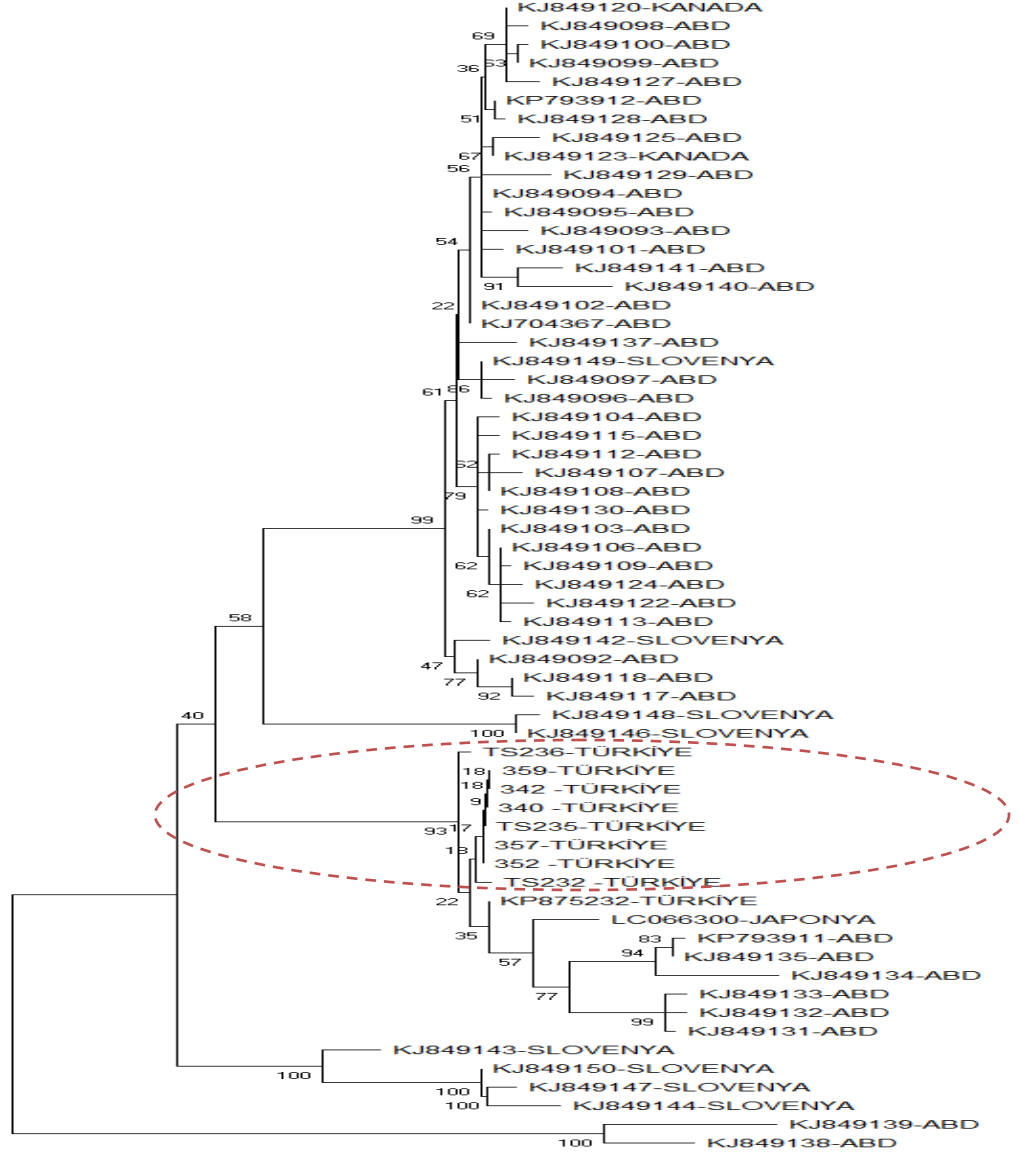 KJ849120-KANADA
KJ849098-ABD
69
KJ849100-ABD
63
KJ849099-ABD
36
KJ849127-ABD
KP793912-ABD
51
KJ849128-ABD
KJ849125-ABD
67
KJ849123-KANADA
56
KJ849129-ABD
KJ849094-ABD
KJ849095-ABD
KJ849093-ABD
54
KJ849101-ABD
KJ849141-ABD
91
KJ849140-ABD
22
KJ849102-ABD
KJ704367-ABD
KJ849137-ABD
KJ849149-SLOVENYA
KJ849097-ABD
61
86
KJ849096-ABD
KJ849104-ABD
KJ849115-ABD
KJ849112-ABD
62
KJ849107-ABD
79
KJ849108-ABD
KJ849130-ABD
99
KJ849103-ABD
KJ849106-ABD
62
KJ849109-ABD
KJ849124-ABD
62
KJ849122-ABD
58
KJ849113-ABD
KJ849142-SLOVENYA
47
KJ849092-ABD
77
KJ849118-ABD
92
KJ849117-ABD
40
KJ849148-SLOVENYA
100
KJ849146-SLOVENYA
TS236-TÜRKİYE
18
359-TÜRKİYE
18
342 -TÜRKİYE
9
340 -TÜRKİYE
93
17
TS235-TÜRKİYE
18
357-TÜRKİYE
352 -TÜRKİYE
TS232 -TÜRKİYE
22
KP875232-TÜRKİYE
LC066300-JAPONYA
35
83
KP793911-ABD
94
KJ849135-ABD
57
KJ849134-ABD
77
KJ849133-ABD
KJ849132-ABD
99
KJ849131-ABD
KJ849143-SLOVENYA
100
KJ849150-SLOVENYA
100
KJ849147-SLOVENYA
100
KJ849144-SLOVENYA
KJ849139-ABD
100
KJ849138-ABD